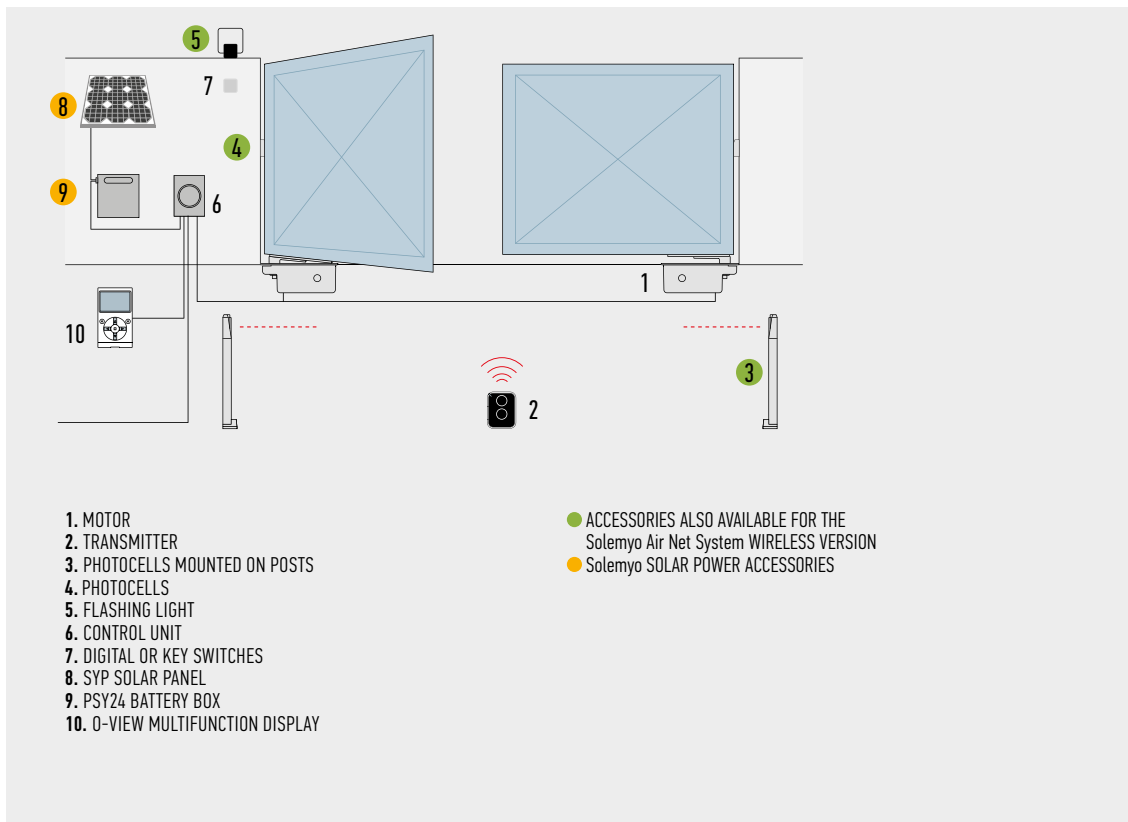 5
7
8
4
9
6
1
10
3
2
1. MOTOR
2. TRANSMITTER
3. PHOTOCELLS MOUNTED ON POSTS
4. PHOTOCELLS
5. FLASHING LIGHT
6. CONTROL UNIT
7. DIGITAL OR KEY SWITCHES
8. SYP SOLAR PANEL
9. PSY24 BATTERY BOX
10. O-VIEW MULTIFUNCTION DISPLAY
ACCESSORIES ALSO AVAILABLE FOR THE
Solemyo Air Net System WIRELESS VERSION
Solemyo SOLAR POWER ACCESSORIES